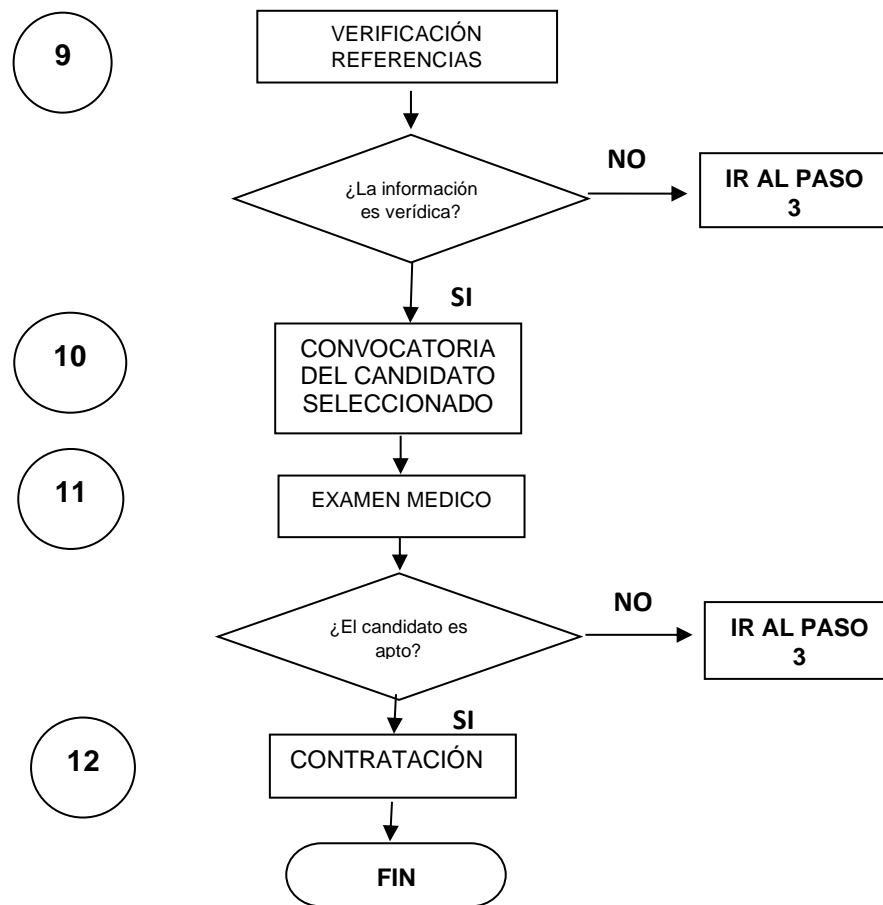 9
VERIFICACIÓN
REFERENCIAS
¿La información
es verídica?
NO
IR AL PASO
3
SI
10
CONVOCATORIA
DEL CANDIDATO
SELECCIONADO
11
EXAMEN MEDICO
¿El candidato es
apto?
NO
IR AL PASO
3
SI
12
CONTRATACIÓN
FIN